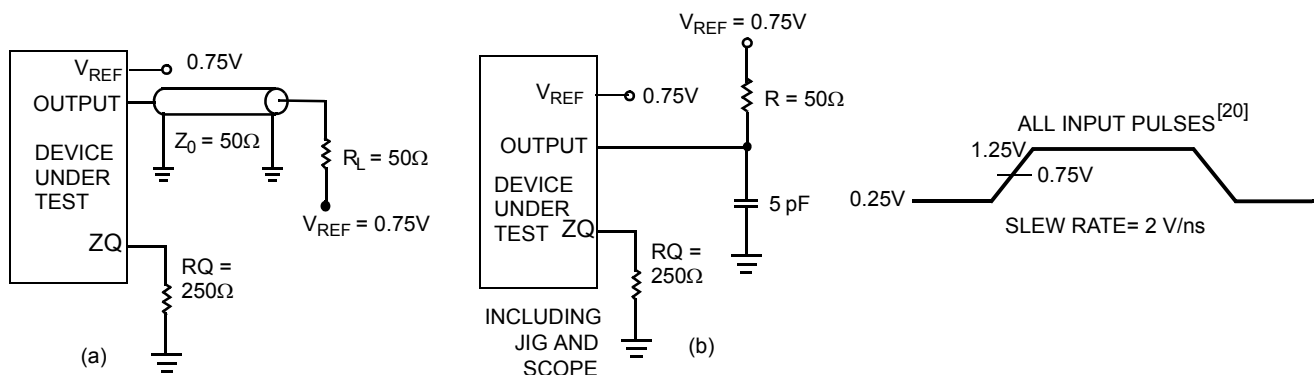 VREF
0.75V
OUTPUT
Z0 = 50Ω
DEVICE
UNDER
TEST
RL = 50Ω
VREF = 0.75V
ZQ
RQ =
250Ω
(a)
VREF = 0.75V
VREF
0.75V
R = 50Ω
OUTPUT
DEVICE
UNDER
TEST
ZQ
5 pF
RQ =
250Ω
INCLUDING
JIG AND
SCOPE
(b)
ALL INPUT PULSES[20]
1.25V
0.75V
0.25V
SLEW RATE= 2 V/ns